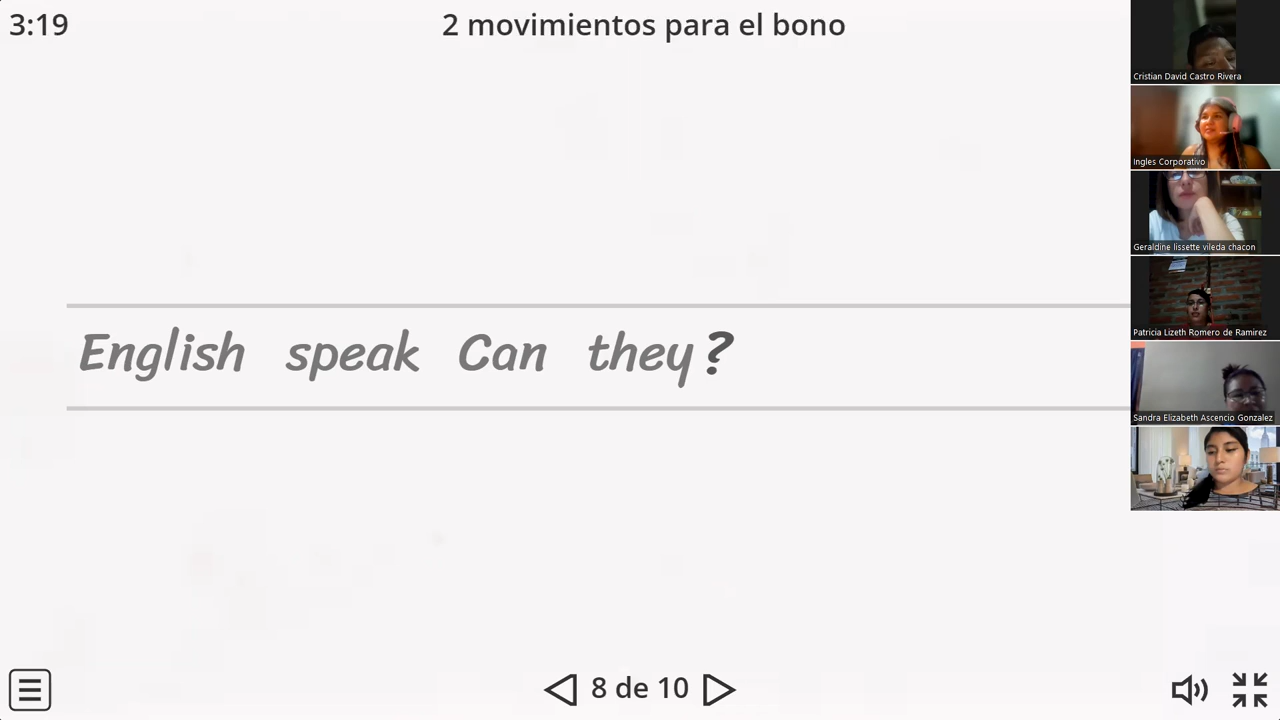 3:19
2 movimientos para el bono
Cristian David Castro Rivera
Ingles Corporativo
Geraldine lissette vileda chacon
Patricia Lizeth Romero de Ramirez
Sandra Elizabeth Ascencio Gonzalez
English speak Can they?
8 de 10